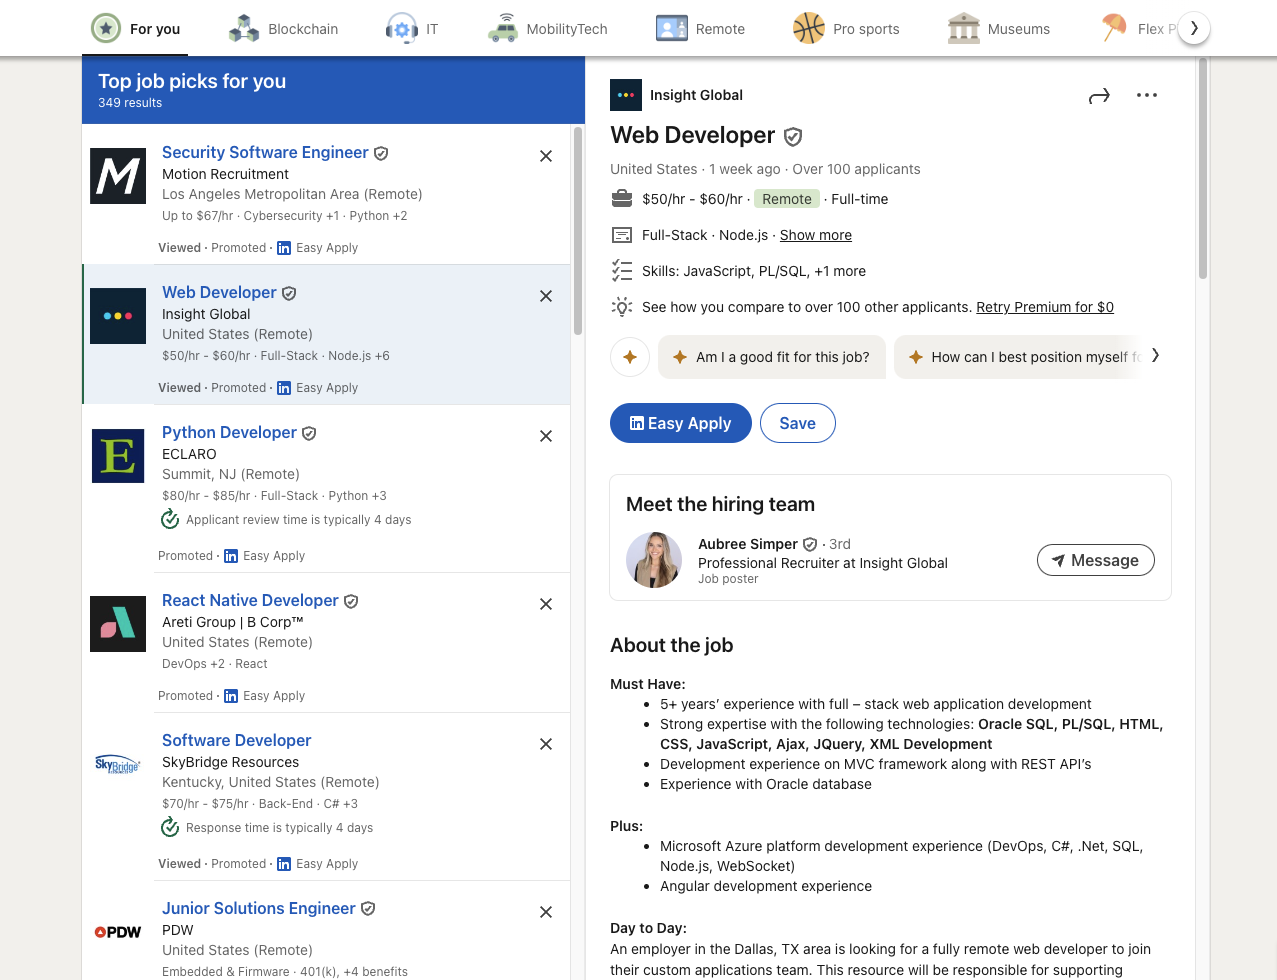 For you
Blockchain
IT
MobilityTech
Remote
Pro sports
Museums
Flex P
Top job picks for you
349 results
Security Software Engineer
Motion Recruitment
Los Angeles Metropolitan Area (Remote)
Up to $67/hr · Cybersecurity +1 · Python +2
Viewed · Promoted · in Easy Apply
Web Developer
Insight Global
United States (Remote)
$50/hr - $60/hr · Full-Stack · Node.js +6
Viewed · Promoted · in Easy Apply
E
Python Developer
ECLARO
Summit, NJ (Remote)
$80/hr - $85/hr · Full-Stack · Python +3
Applicant review time is typically 4 days
Promoted · in Easy Apply
React Native Developer
Areti Group | B Corp™
United States (Remote)
DevOps +2 · React
Promoted · in Easy Apply
SkyBridge
Software Developer
SkyBridge Resources
Kentucky, United States (Remote)
$70/hr - $75/hr · Back-End · C# +3
Response time is typically 4 days
Viewed · Promoted · in Easy Apply
PDW
Junior Solutions Engineer
PDW
United States (Remote)
Embedded & Firmware · 401(k), +4 benefits
Insight Global
Web Developer
United States · 1 week ago · Over 100 applicants
$50/hr - $60/hr · Remote · Full-time
Full-Stack · Node.js · Show more
Skills: JavaScript, PL/SQL, +1 more
See how you compare to over 100 other applicants. Retry Premium for $0
Am I a good fit for this job?
How can I best position myself fo
in Easy Apply
Save
Meet the hiring team
Aubree Simper · 3rd
Professional Recruiter at Insight Global
Job poster
Message
About the job
Must Have:
• 5+ years’ experience with full – stack web application development
• Strong expertise with the following technologies: Oracle SQL, PL/SQL, HTML,
CSS, JavaScript, Ajax, JQuery, XML Development
• Development experience on MVC framework along with REST API’s
• Experience with Oracle database
Plus:
• Microsoft Azure platform development experience (DevOps, C#, .Net, SQL,
Node.js, WebSocket)
• Angular development experience
Day to Day:
An employer in the Dallas, TX area is looking for a fully remote web developer to join
their custom applications team. This resource will be responsible for supporting